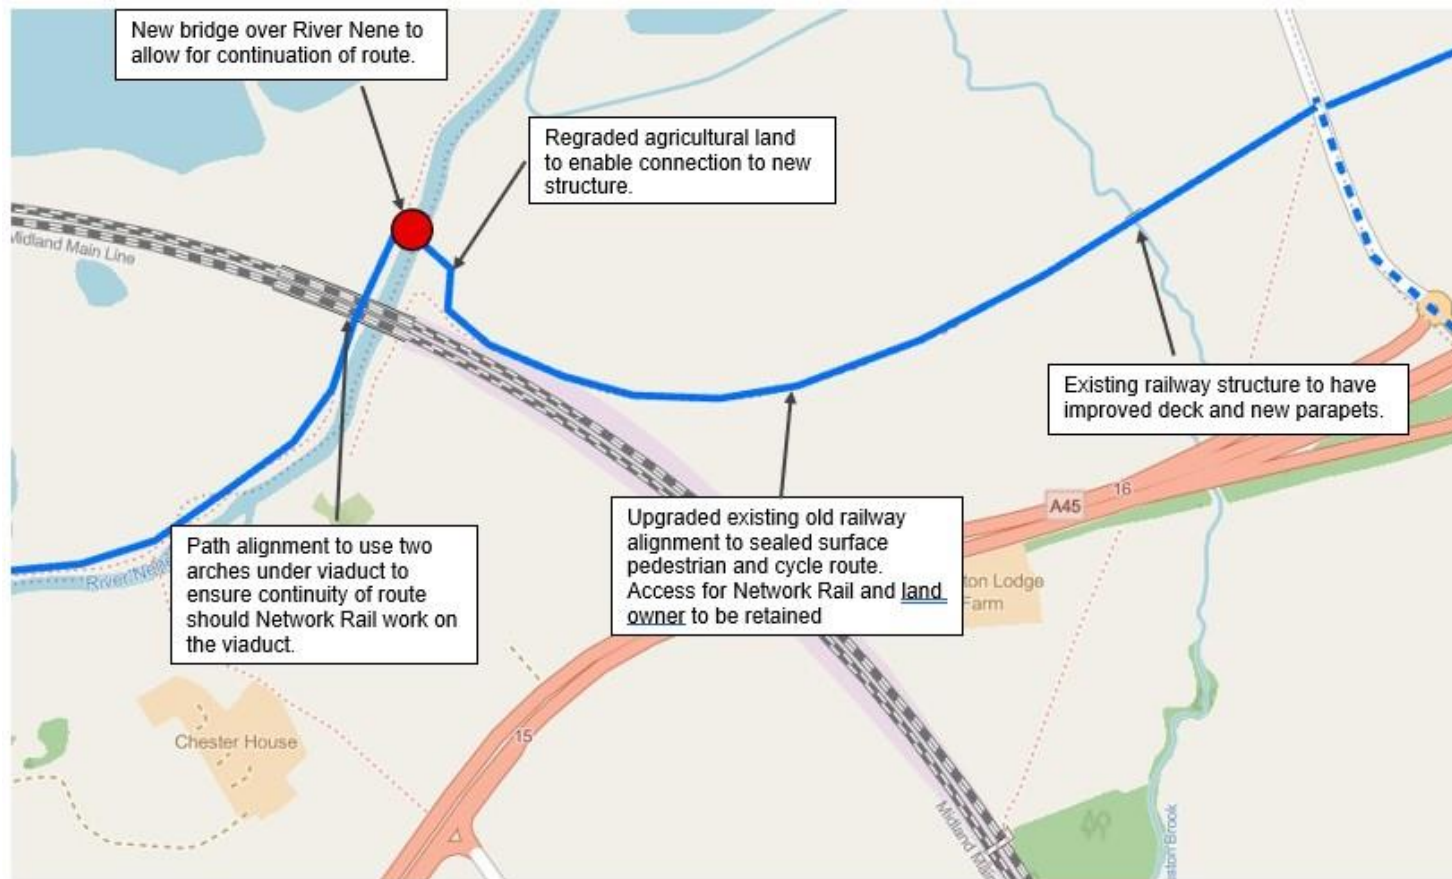 New bridge over River Nene to
allow for continuation of route.
Regraded agricultural land
to enable connection to new
structure.
Midland Main Line
Existing railway structure to have
improved deck and new parapets.
A45
16
Upgraded existing old railway
alignment to sealed surface
pedestrian and cycle route.
Access for Network Rail and land
owner to be retained
ton Lodge
Farm
Path alignment to use two
arches under viaduct to
ensure continuity of route
should Network Rail work on
the viaduct.
River Nene
Chester House
15
Midland Ma
ston Brook